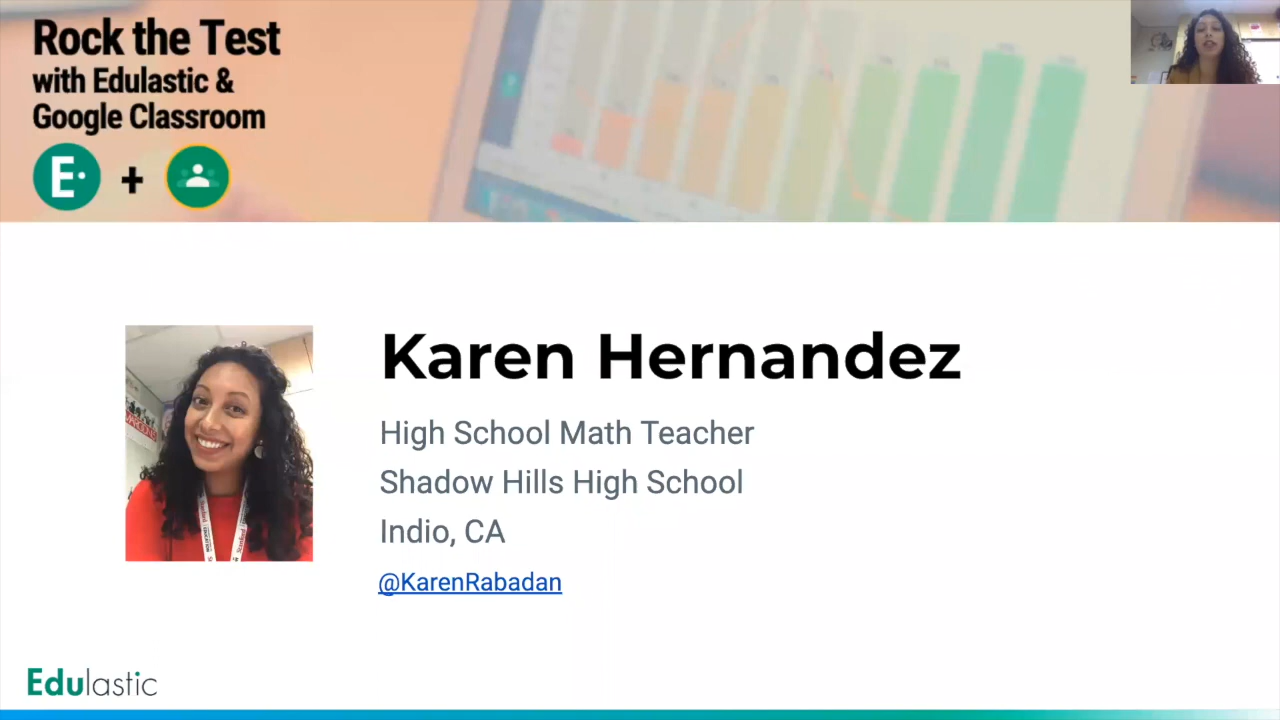 Rock the Test
with Edulastic &
Google Classroom
E +
Karen Hernandez
High School Math Teacher
Shadow Hills High School
Indio, CA
@KarenRabadan
Edulastic